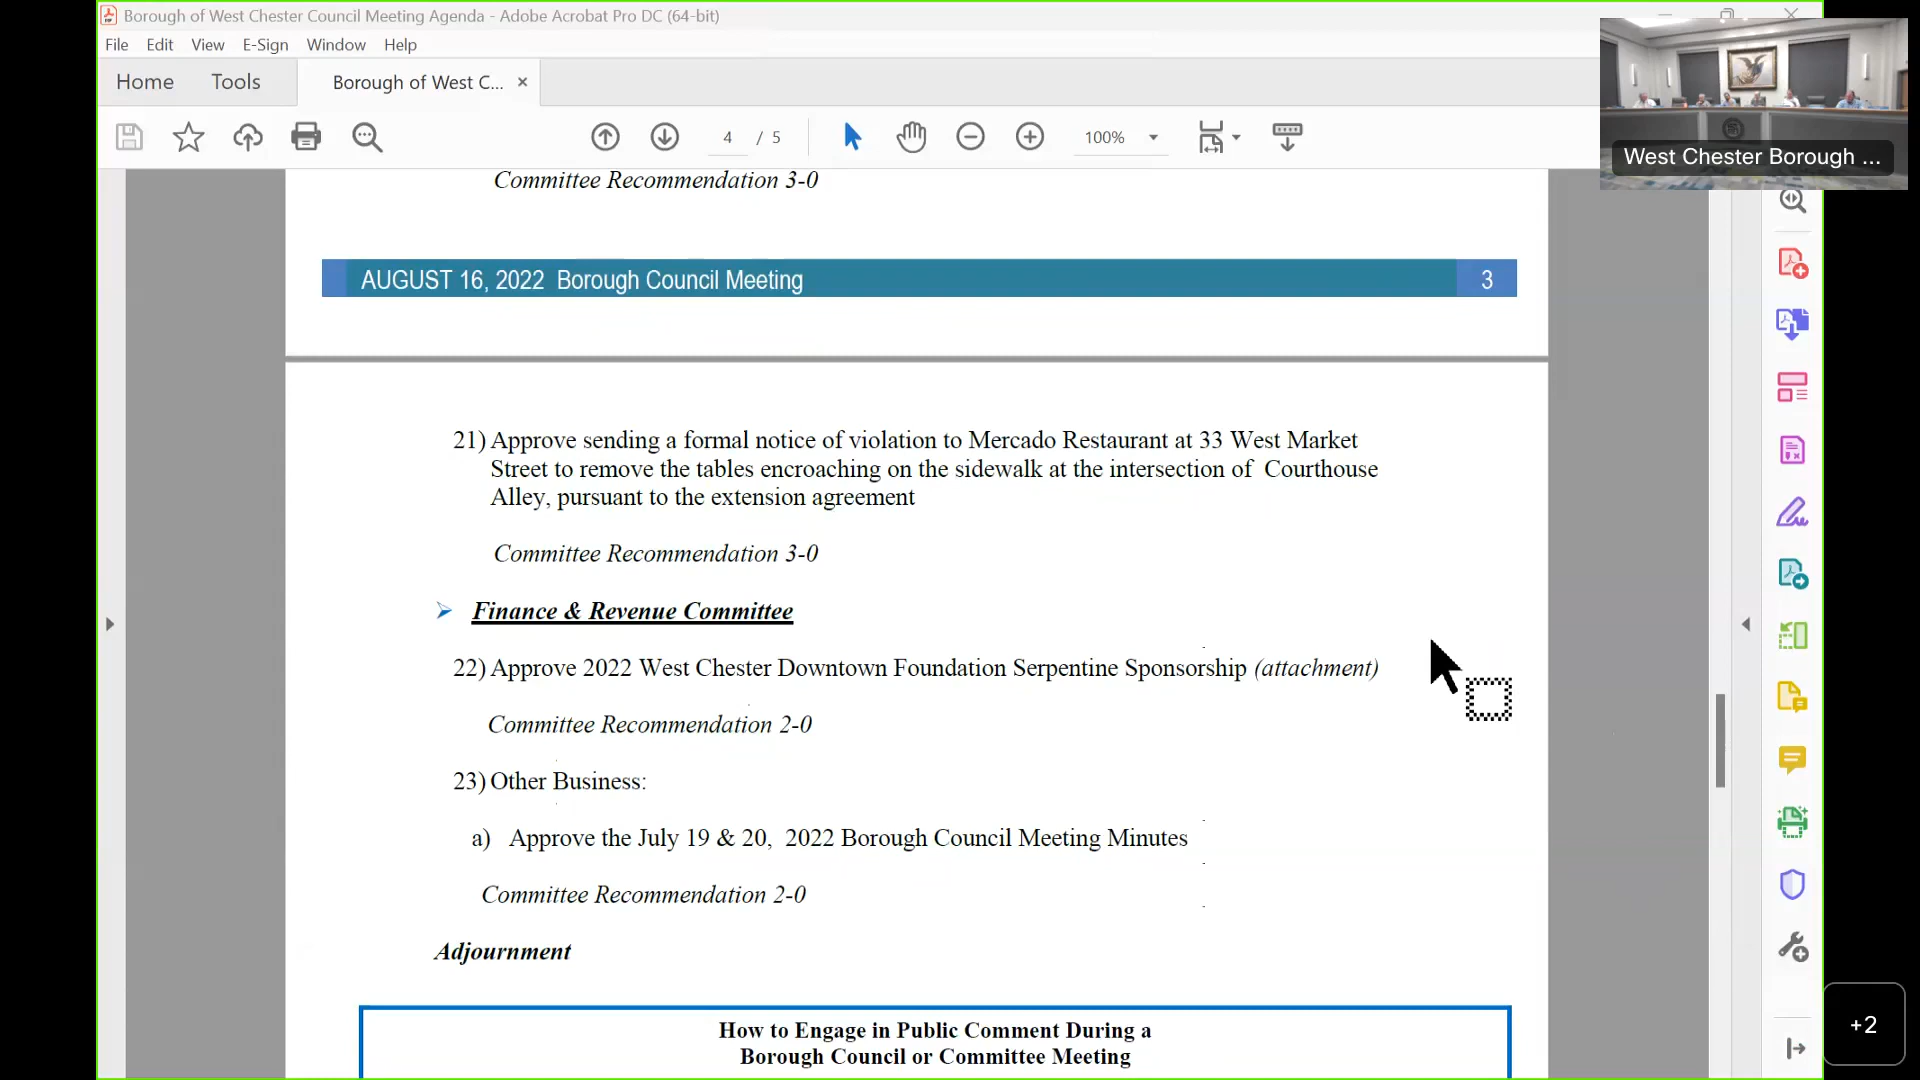 Borough of West Chester Council Meeting Agenda - Adobe Acrobat Pro DC (64-bit)
File Edit View E-Sign Window Help
Home Tools Borough of West C... ×
4 / 5 100%
West Chester Borough ...
Committee Recommendation 3-0
AUGUST 16, 2022 Borough Council Meeting 3
21) Approve sending a formal notice of violation to Mercado Restaurant at 33 West Market
Street to remove the tables encroaching on the sidewalk at the intersection of Courthouse
Alley, pursuant to the extension agreement
Committee Recommendation 3-0
Finance & Revenue Committee
22) Approve 2022 West Chester Downtown Foundation Serpentine Sponsorship (attachment)
Committee Recommendation 2-0
23) Other Business:
a) Approve the July 19 & 20, 2022 Borough Council Meeting Minutes
Committee Recommendation 2-0
Adjournment
How to Engage in Public Comment During a
Borough Council or Committee Meeting
+2